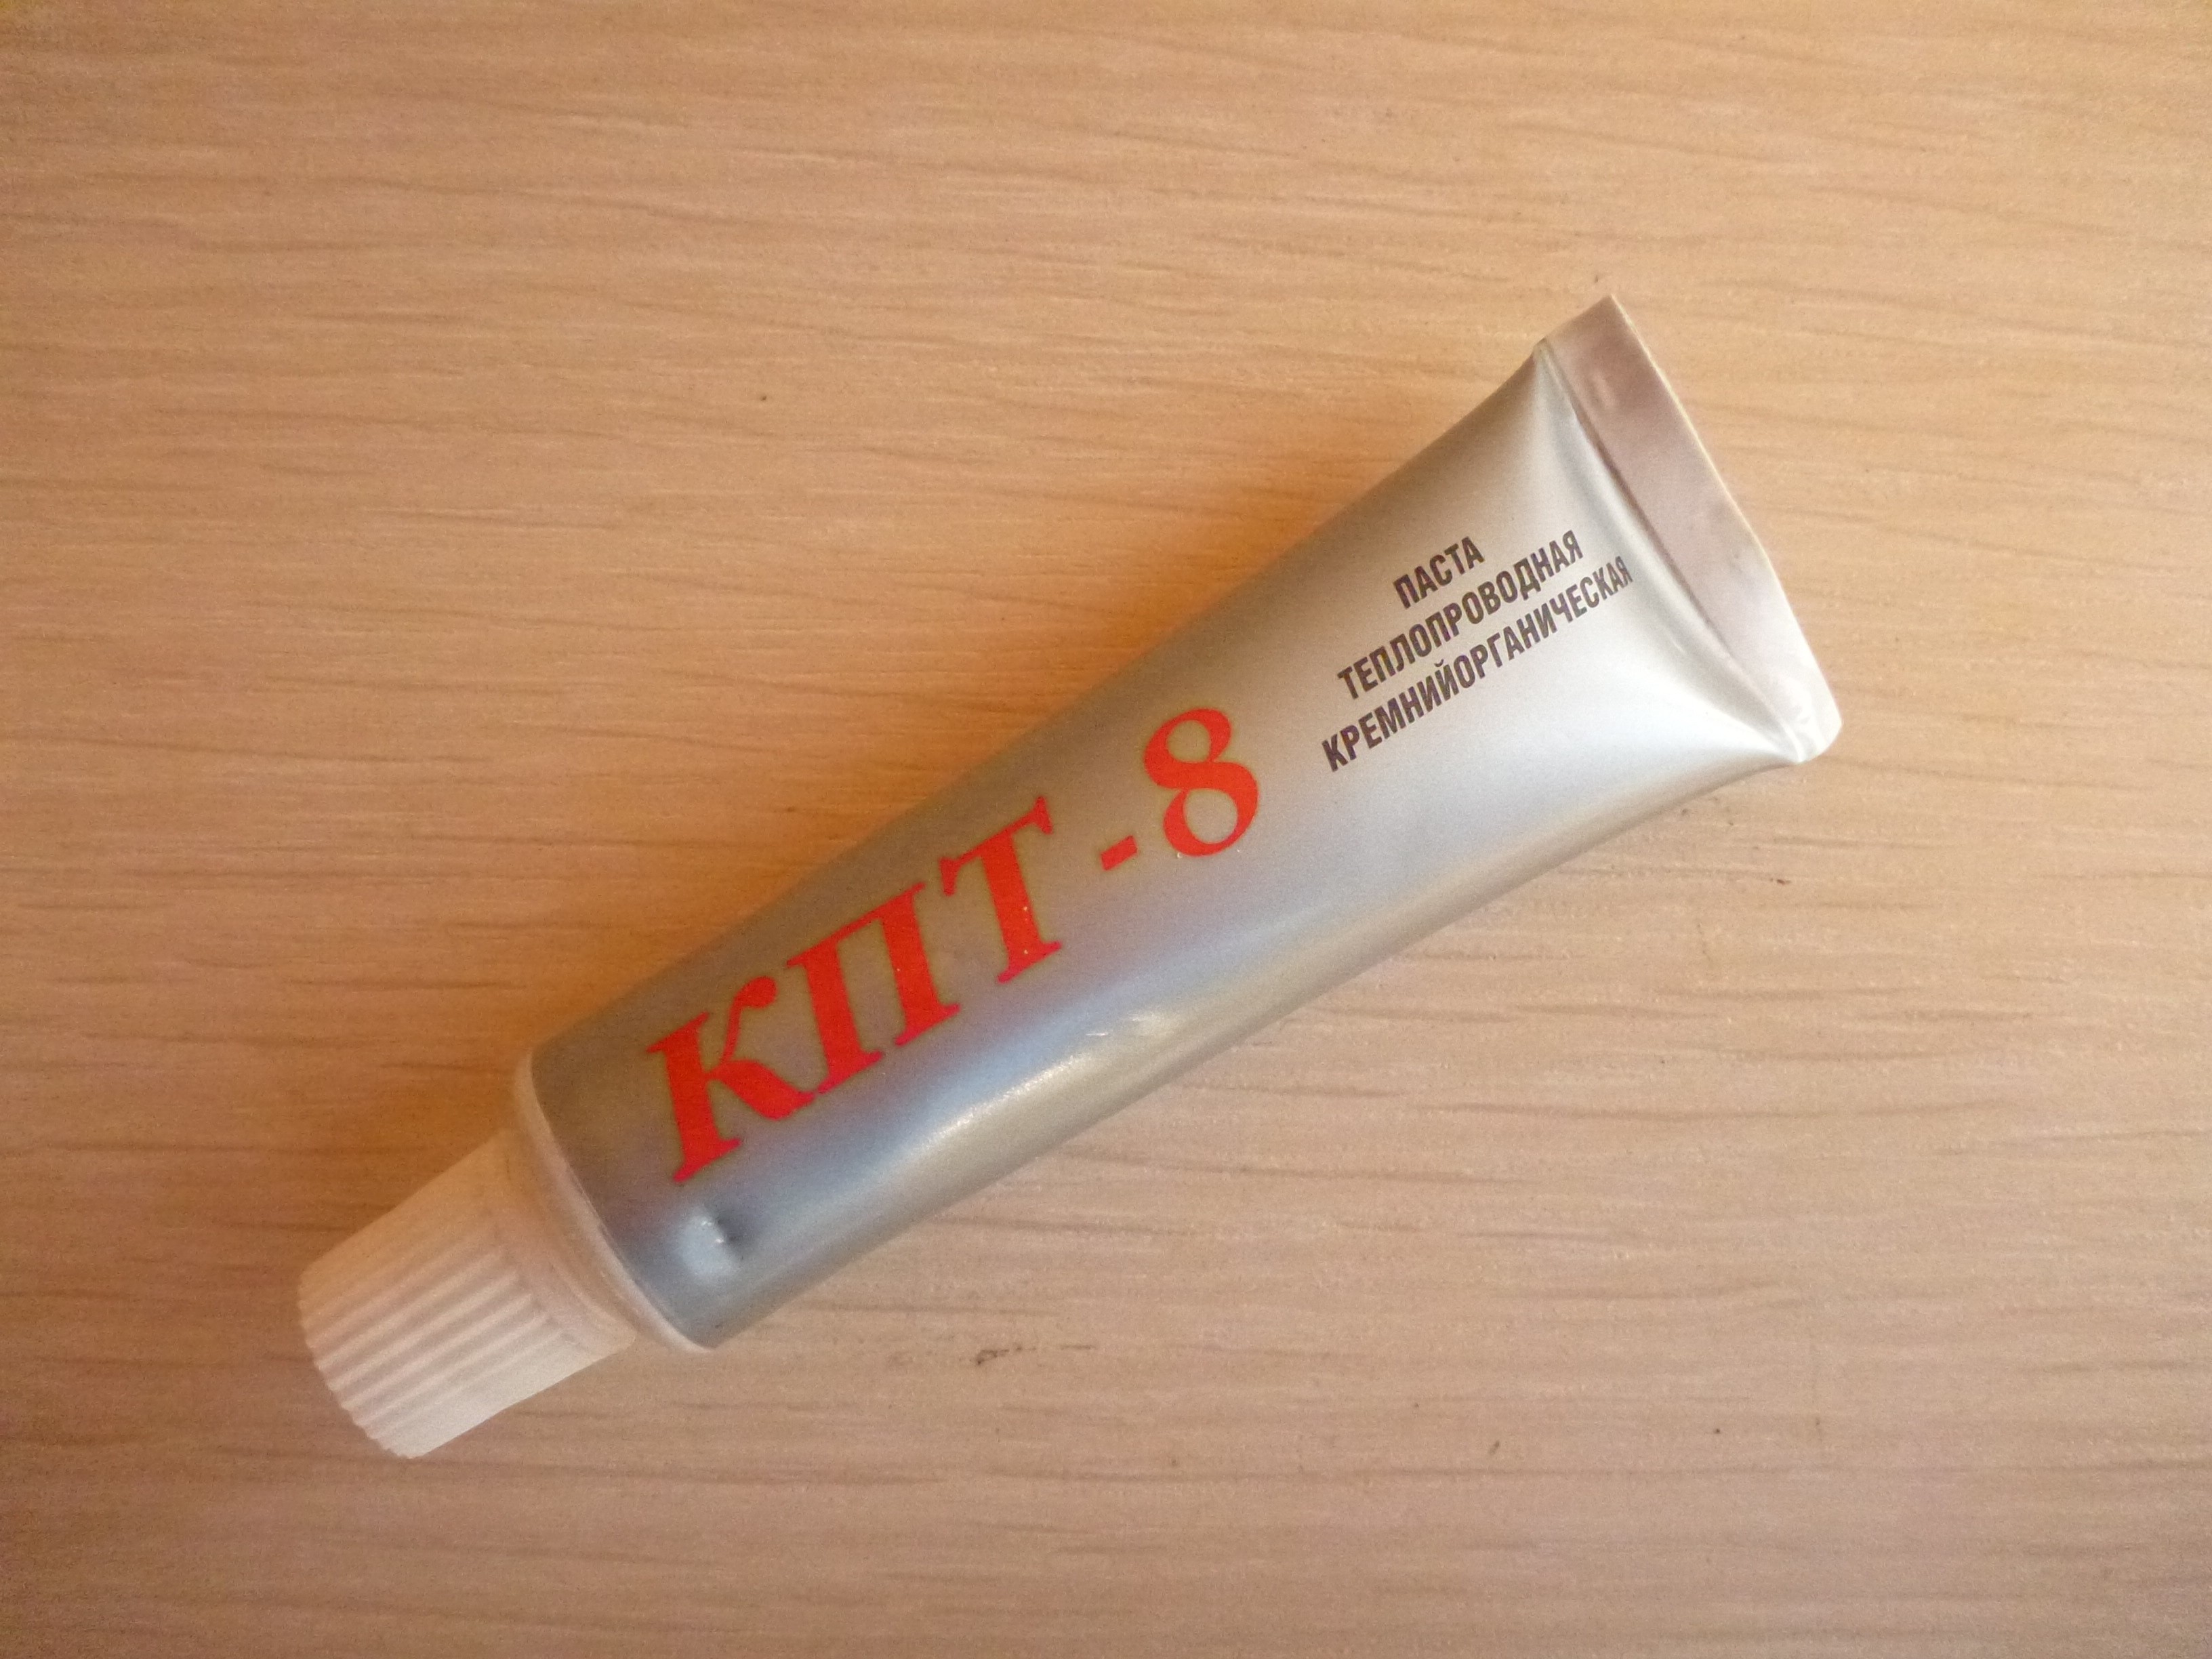 ПАСТА
ТЕПЛОПРОВОДНАЯ
КРЕМНИЙОРГАНИЧЕСКАЯ
КПТ-8